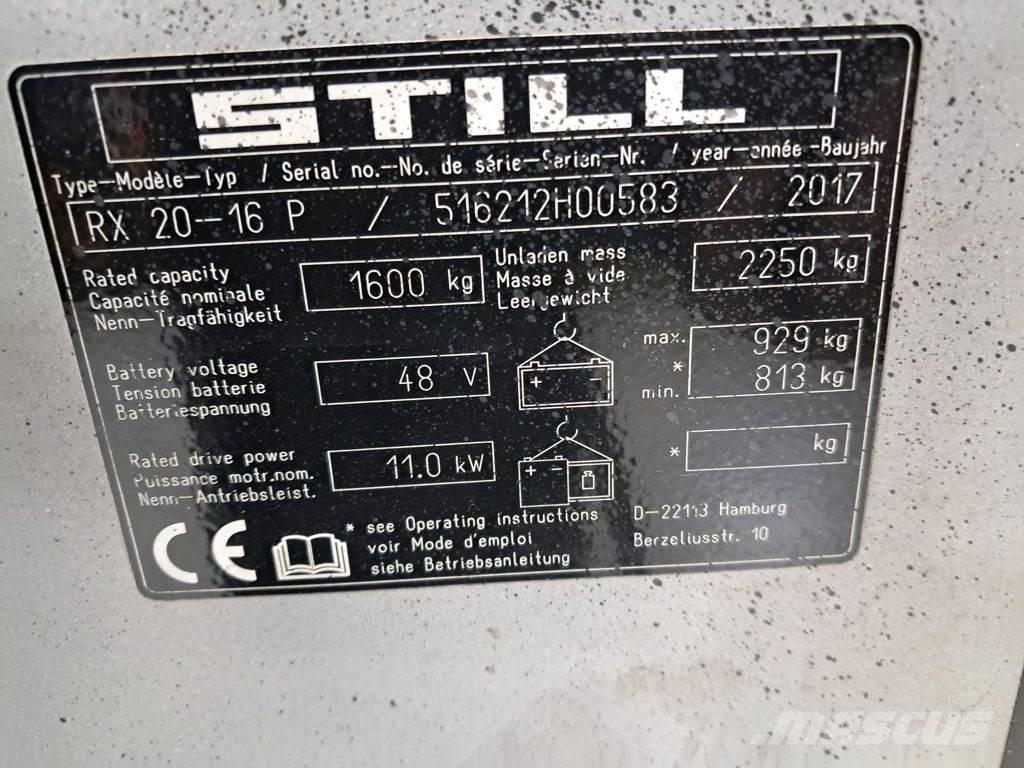 STILL
Type-Modèle-Typ / Serial no.-No. de série-Serien-Nr. / year-année-Baujahr
RX 20-16 P / 516212H00583 / 2017
Rated capacity
Capacité nominale
Nenn-Tragfähigkeit
1600 kg
Unladen mass
Masse à vide
Leergewicht
2250 kg
Battery voltage
Tension batterie
Batteriespannung
48 V
+ -
max. 929 kg
*
min. 813 kg
Rated drive power
Puissance motr.nom.
Nenn-Antriebsleist.
11.0 kW
+ -
* kg
CE
* see Operating instructions
voir Mode d'emploi
siehe Betriebsanleitung
D-22113 Hamburg
Berzeliusstr. 10
mascus